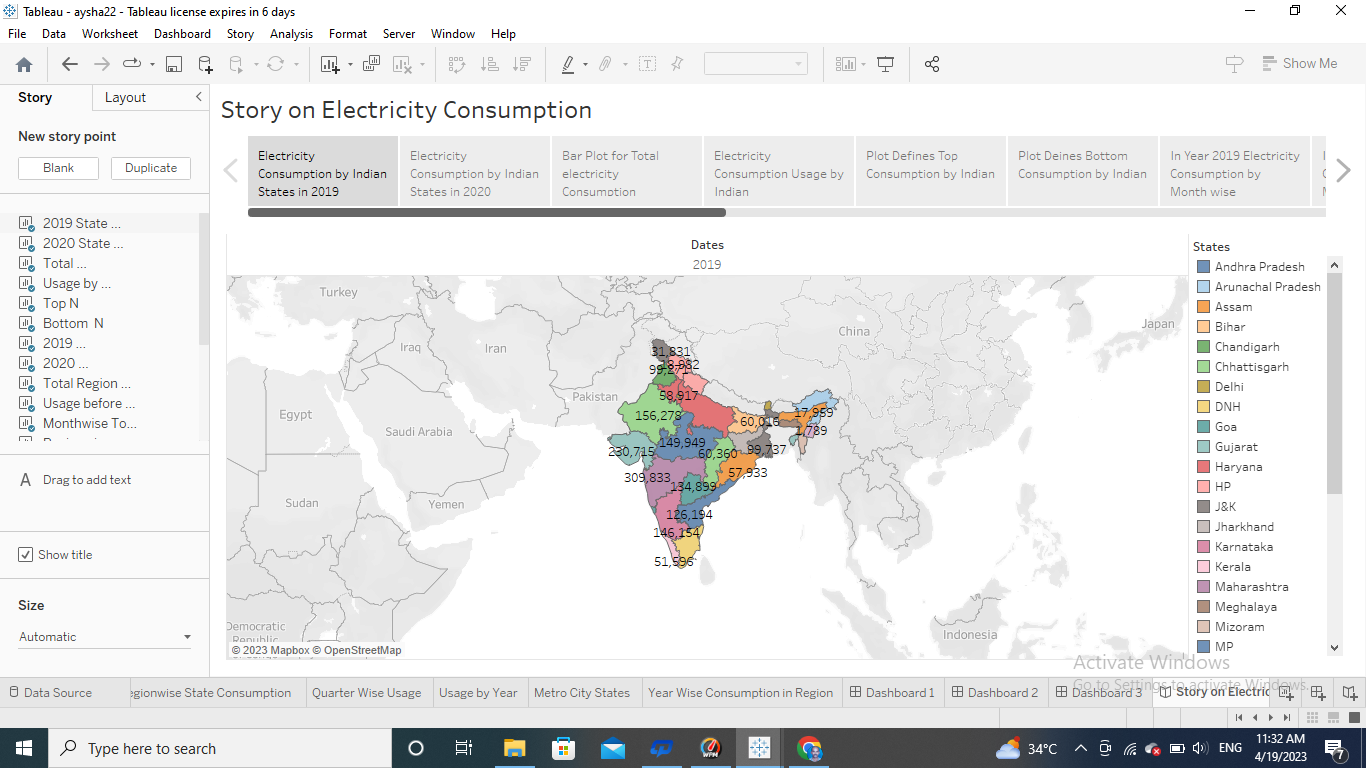 Tableau - aysha22 - Tableau license expires in 6 days
File Data Worksheet Dashboard Story Analysis Format Server Window Help
Show Me
Story Layout
New story point
Blank Duplicate
2019 State ...
2020 State ...
Total ...
Usage by ...
Top N
Bottom N
2019 ...
2020 ...
Total Region ...
Usage before ...
Monthwise To...
A Drag to add text
Show title
Size
Automatic
Story on Electricity Consumption
Electricity
Consumption by Indian
States in 2019
Electricity
Consumption by Indian
States in 2020
Bar Plot for Total
electricity
Consumption
Electricity
Consumption Usage by
Indian
Plot Defines Top
Consumption by Indian
Plot Deines Bottom
Consumption by Indian
In Year 2019 Electricity
Consumption by
Month wise
Dates
2019
Turkey
Iraq
Iran
China
Japan
Pakistan
Egypt
Saudi Arabia
Sudan
Yemen
Democratic
Republic
Indonesia
31,831
99,271
58,917
156,278
60,016
17,959
1,789
149,949
60,360
99,737
230,715
57,933
309,833
134,899
126,194
146,154
51,596
© 2023 Mapbox © OpenStreetMap
States
Andhra Pradesh
Arunachal Pradesh
Assam
Bihar
Chandigarh
Chhattisgarh
Delhi
DNH
Goa
Gujarat
Haryana
HP
J&K
Jharkhand
Karnataka
Kerala
Maharashtra
Meghalaya
Mizoram
MP
Activate Windows
Go to Settings to activate Windows.
Data Source gionwise State Consumption Quarter Wise Usage Usage by Year Metro City States Year Wise Consumption in Region Dashboard 1 Dashboard 2 Dashboard 3 Story on Electric
Type here to search
34°C
ENG
11:32 AM
4/19/2023
7